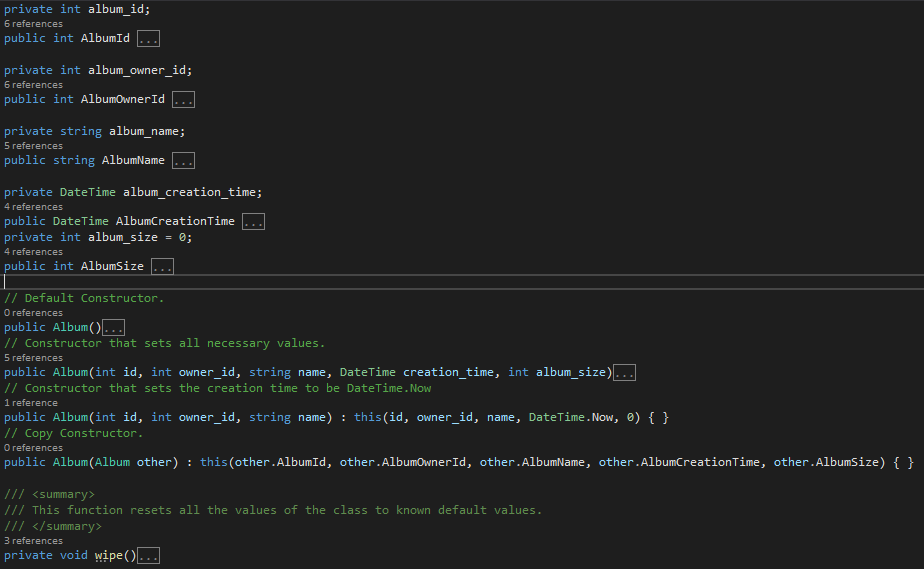 private int album_id;
6 references
public int AlbumId ...
private int album_owner_id;
6 references
public int AlbumOwnerId ...
private string album_name;
5 references
public string AlbumName ...
private DateTime album_creation_time;
4 references
public DateTime AlbumCreationTime ...
private int album_size = 0;
4 references
public int AlbumSize ...
// Default Constructor.
0 references
public Album()...
// Constructor that sets all necessary values.
5 references
public Album(int id, int owner_id, string name, DateTime creation_time, int album_size)...
// Constructor that sets the creation time to be DateTime.Now
1 reference
public Album(int id, int owner_id, string name) : this(id, owner_id, name, DateTime.Now, 0) { }
// Copy Constructor.
0 references
public Album(Album other) : this(other.AlbumId, other.AlbumOwnerId, other.AlbumName, other.AlbumCreationTime, other.AlbumSize) { }
/// <summary>
/// This function resets all the values of the class to known default values.
/// </summary>
3 references
private void wipe()...